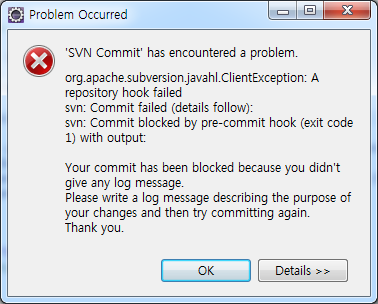 Problem Occurred
'SVN Commit' has encountered a problem.
org.apache.subversion.javahl.ClientException: A
repository hook failed
svn: Commit failed (details follow):
svn: Commit blocked by pre-commit hook (exit code
1) with output:
Your commit has been blocked because you didn't
give any log message.
Please write a log message describing the purpose of
your changes and then try committing again.
Thank you.
OK
Details >>